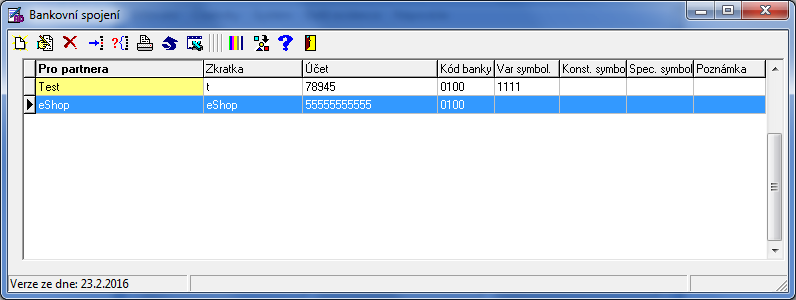 Bankovní spojení
Pro partnera Zkratka Účet Kód banky Var symbol. Konst. symbo Spec. symbol Poznámka
Test t 78945 0100 1111
eShop eShop 55555555555 0100
Verze ze dne: 23.2.2016